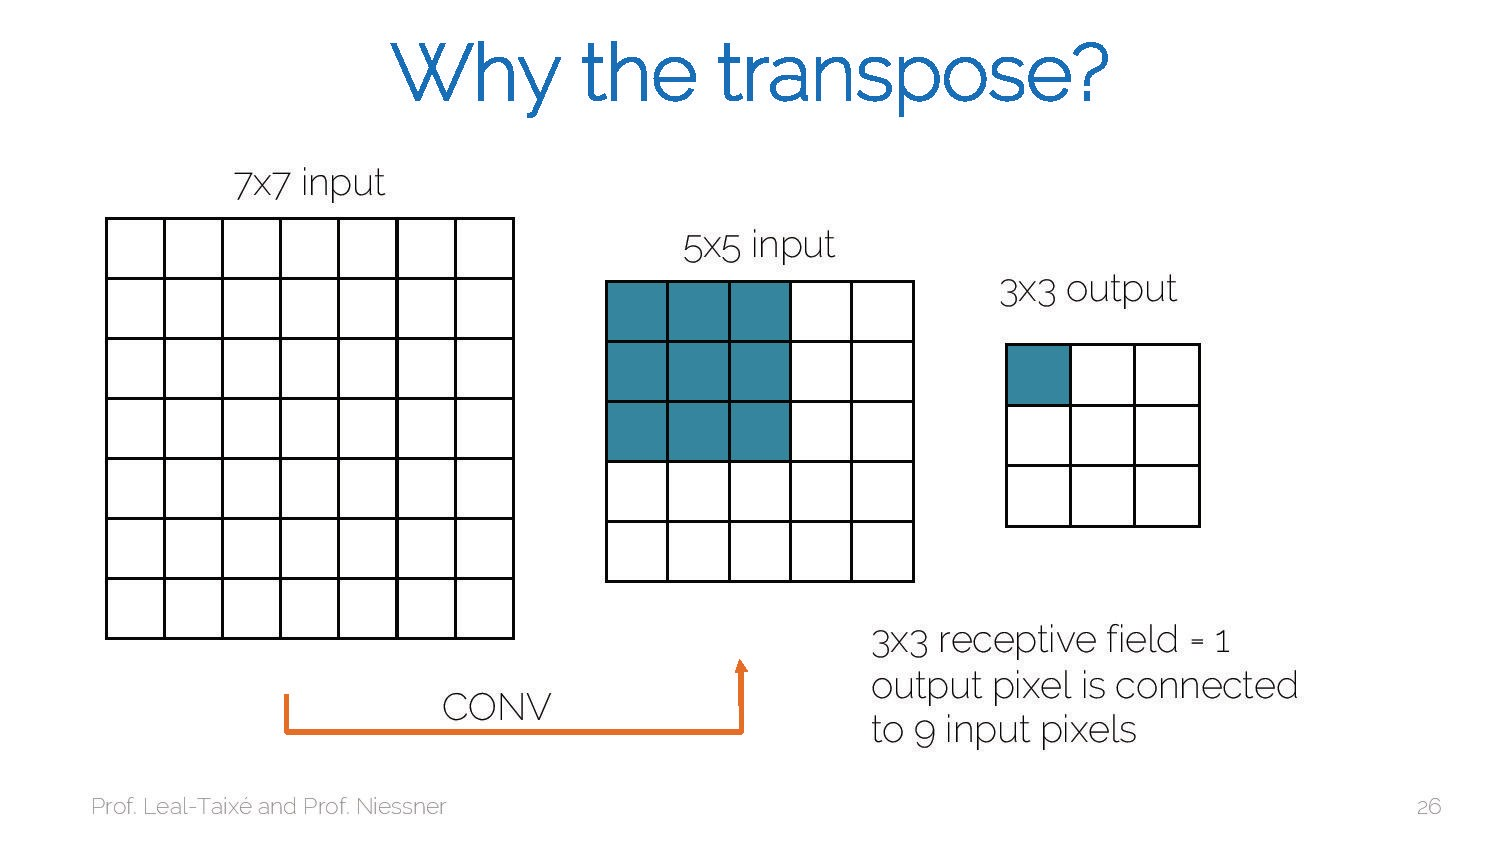 Why the transpose?
7x7 input
5x5 input
3x3 output
3x3 receptive field = 1
output pixel is connected
to 9 input pixels
CONV
Prof. Leal-Taixé and Prof. Niessner
26